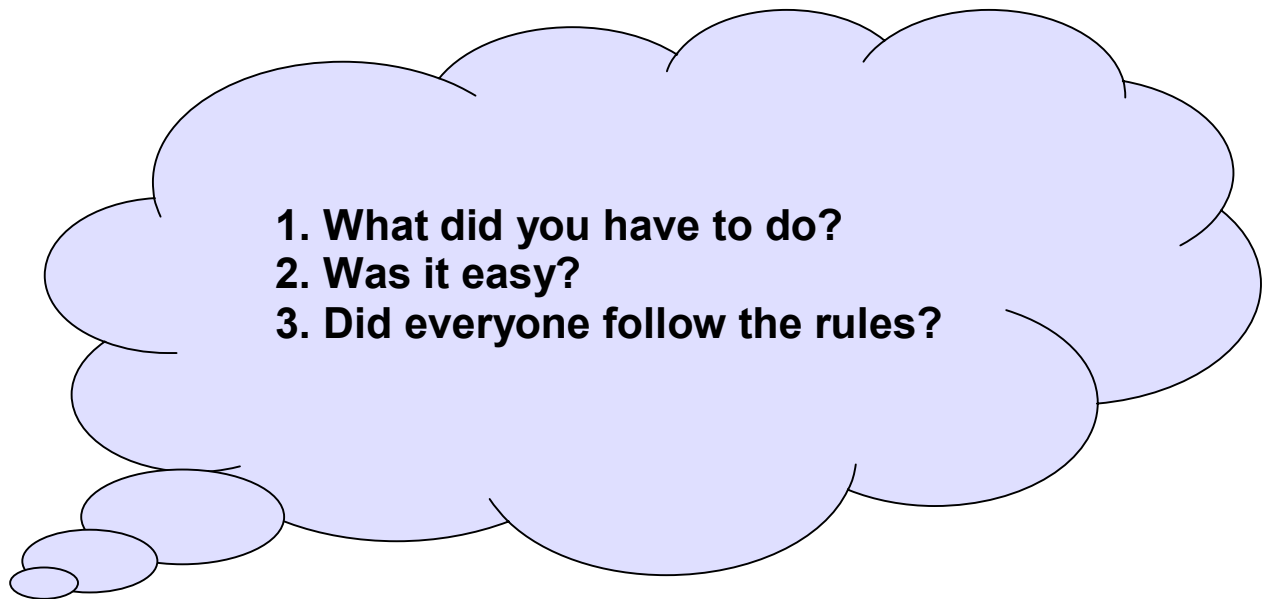 1. What did you have to do?
2. Was it easy?
3. Did everyone follow the rules?